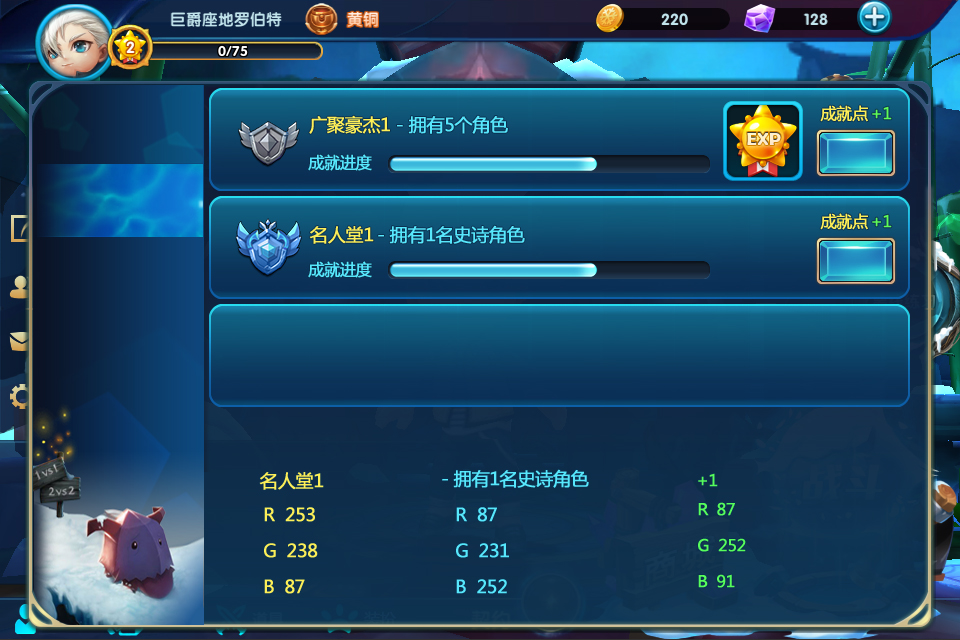 巨爵座地罗伯特 黄铜 220 128
2 0/75
广聚豪杰1 - 拥有5个角色
成就点 +1
EXP
成就进度
名人堂1 - 拥有1名史诗角色
成就点 +1
成就进度
1vs1
2vs2
名人堂1 - 拥有1名史诗角色 +1
R 253 R 87 R 87
G 238 G 231 G 252
B 87 B 252 B 91